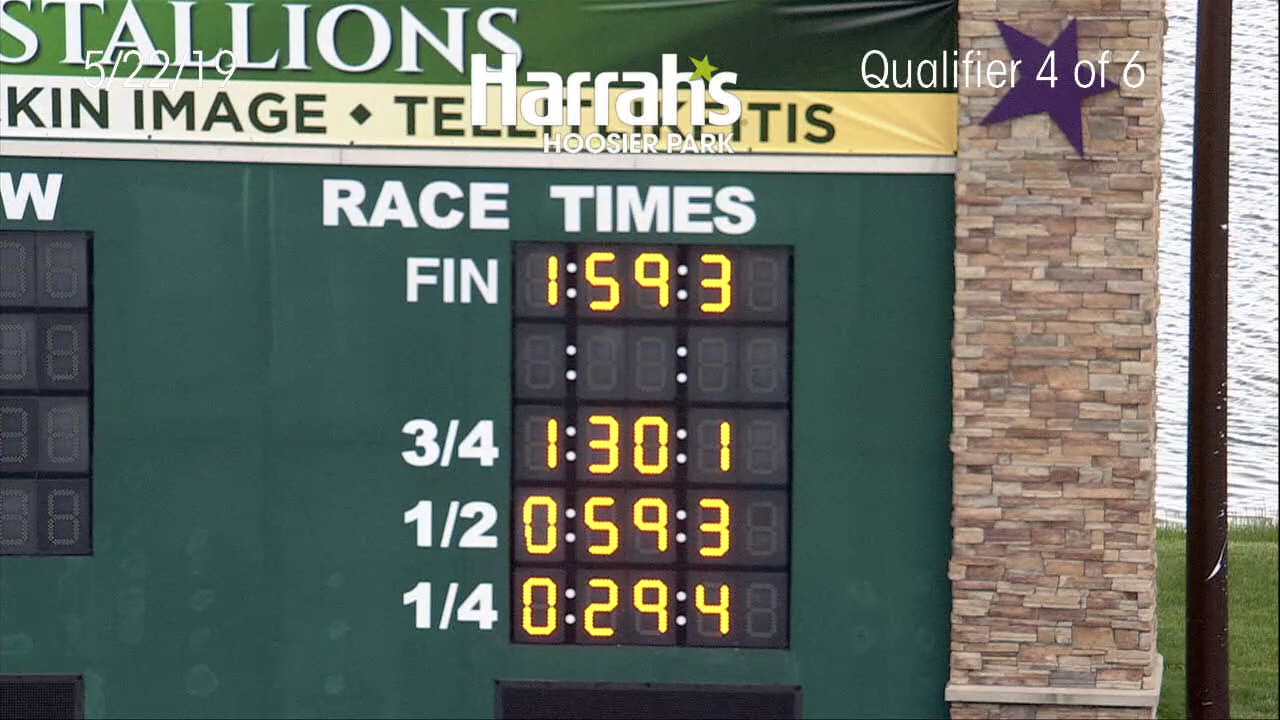 STALLIONS
5/22/19
Harrah's
HOOSIER PARK
Qualifier 4 of 6
KIN IMAGE • TELL
TIS
W
RACE TIMES
FIN 1:59:3
3/4 1:30:1
1/2 0:59:3
1/4 0:29:4